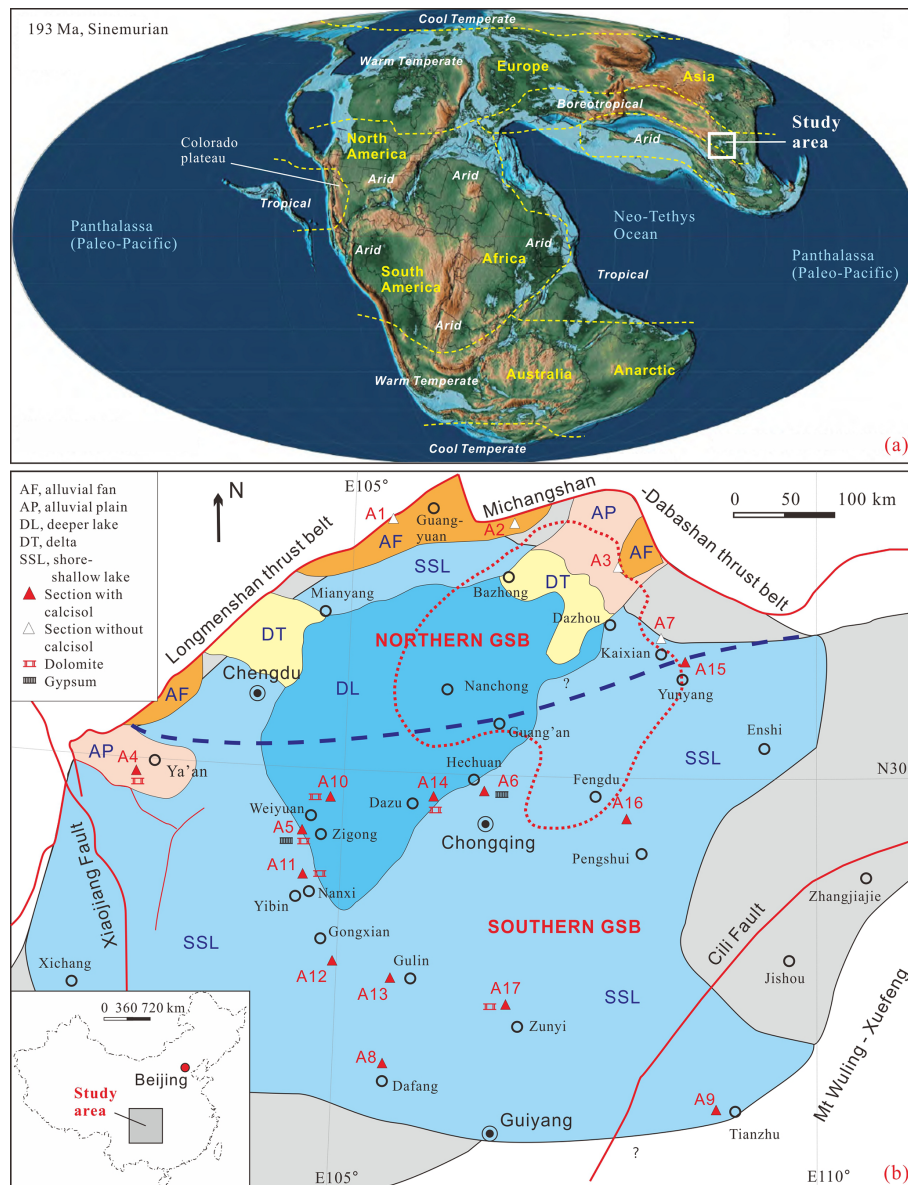 193 Ma, Sinemurian
Cool Temperate
Warm Temperate
Europe
Asia
Boreotropical
Study
area
Arid
North
America
Colorado
plateau
Arid
Arid
Tropical
Panthalassa
(Paleo-Pacific)
Neo-Tethys
Ocean
Panthalassa
(Paleo-Pacific)
Arid
Arid
Africa
South
America
Tropical
Arid
Warm Temperate
Australia
Anarctic
Cool Temperate
(a)
AF, alluvial fan
AP, alluvial plain
DL, deeper lake
DT, delta
SSL, shore-
shallow lake
Section with
calcisol
Section without
calcisol
Dolomite
Gypsum
N
E105°
Michangshan
-Dabashan thrust belt
0 50 100 km
Longmenshan thrust belt
A1
Guang-
yuan
A2
AP
AF
AF
A3
SSL
Bazhong
DT
Mianyang
DT
Dazhou
A7
NORTHERN GSB
Kaixian
A15
Chengdu
DL
Nanchong
?
Yunyang
AF
Guang'an
Enshi
AP
A4
Ya'an
SSL
N30°
Hechuan
A10
A14
A6
Fengdu
A16
Weiyuan
Dazu
A5
Zigong
Chongqing
Pengshui
A11
Nanxi
Yibin
Zhangjiajie
Xiaojiang Fault
SSL
Gongxian
SOUTHERN GSB
Cili Fault
Xichang
A12
Gulin
A13
A17
SSL
Jishou
Zunyi
Mt Wuling - Xuefeng
0 360 720 km
Beijing
Study
area
A8
Dafang
A9
Tianzhu
Guiyang
?
E105°
E110°
(b)